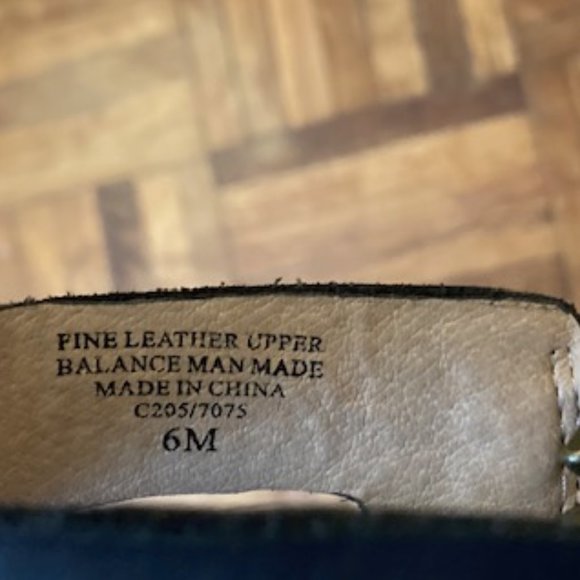 FINE LEATHER UPPER
BALANCE MAN MADE
MADE IN CHINA
C205/7075
6M